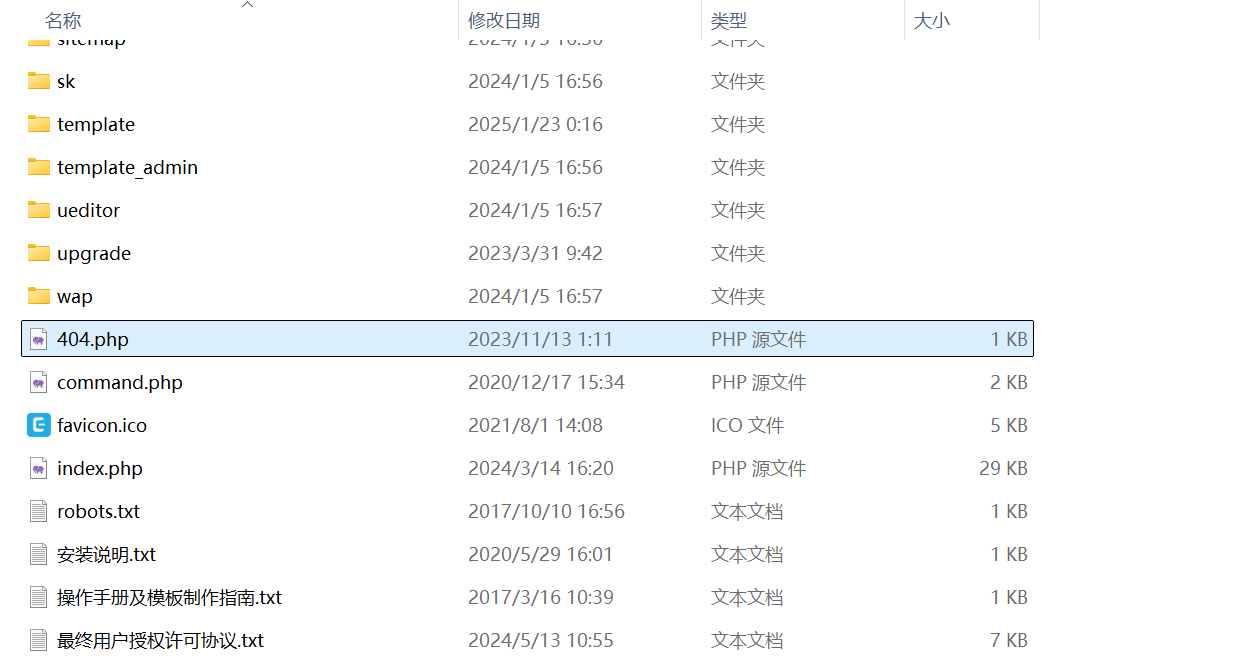 名称 修改日期 类型 大小
sitemap 2024/1/5 16:56 文件夹
sk 2024/1/5 16:56 文件夹
template 2025/1/23 0:16 文件夹
template_admin 2024/1/5 16:56 文件夹
ueditor 2024/1/5 16:57 文件夹
upgrade 2023/3/31 9:42 文件夹
wap 2024/1/5 16:57 文件夹
404.php 2023/11/13 1:11 PHP 源文件 1 KB
command.php 2020/12/17 15:34 PHP 源文件 2 KB
favicon.ico 2021/8/1 14:08 ICO 文件 5 KB
index.php 2024/3/14 16:20 PHP 源文件 29 KB
robots.txt 2017/10/10 16:56 文本文档 1 KB
安装说明.txt 2020/5/29 16:01 文本文档 1 KB
操作手册及模板制作指南.txt 2017/3/16 10:39 文本文档 1 KB
最终用户授权许可协议.txt 2024/5/13 10:55 文本文档 7 KB